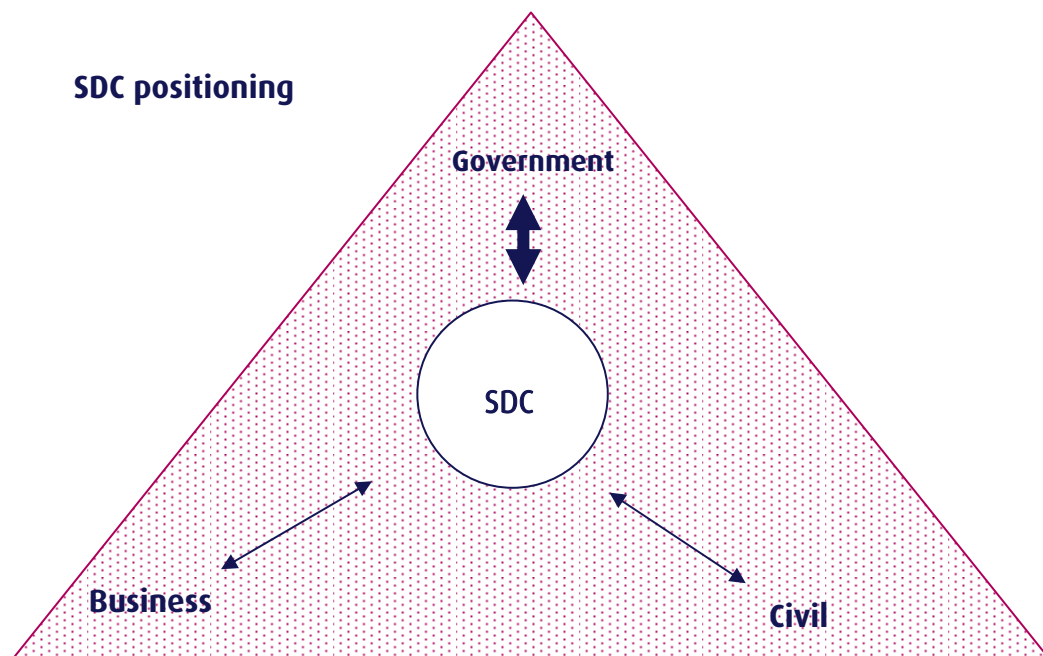 SDC positioning
Government
SDC
Business
Civil